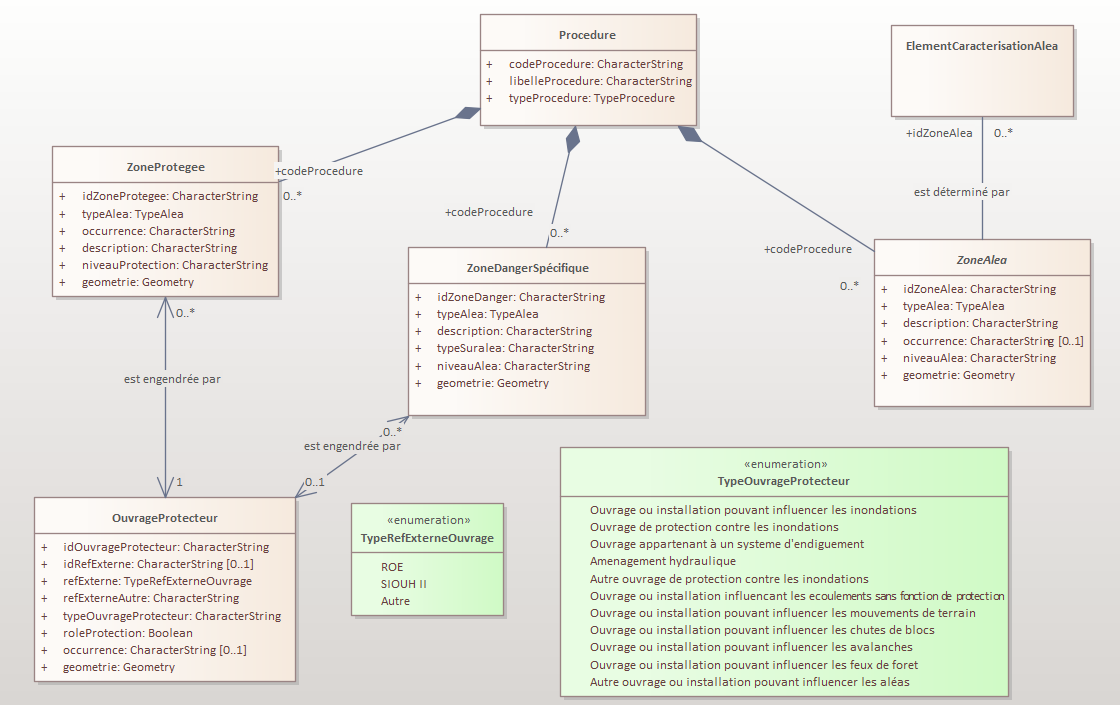 Procedure
+ codeProcedure: CharacterString
+ libelleProcedure: CharacterString
+ typeProcedure: TypeProcedure
ElementCaracterisationAlea
+idZoneAlea 0..*
est déterminé par
+codeProcedure
0..*
ZoneProtegee
+ idZoneProtegee: CharacterString
+ typeAlea: TypeAlea
+ occurrence: CharacterString
+ description: CharacterString
+ niveauProtection: CharacterString
+ geometrie: Geometry
+codeProcedure
0..*
ZoneDangerSpécifique
+ idZoneDanger: CharacterString
+ typeAlea: TypeAlea
+ description: CharacterString
+ typeSuralea: CharacterString
+ niveauAlea: CharacterString
+ geometrie: Geometry
+codeProcedure
0..*
ZoneAlea
+ idZoneAlea: CharacterString
+ typeAlea: TypeAlea
+ description: CharacterString
+ occurrence: CharacterString [0..1]
+ niveauAlea: CharacterString
+ geometrie: Geometry
0..*
est engendrée par
1
0..*
est engendrée par
0..1
OuvrageProtecteur
+ idOuvrageProtecteur: CharacterString
+ idRefExterne: CharacterString [0..1]
+ refExterne: TypeRefExterneOuvrage
+ refExterneAutre: CharacterString
+ typeOuvrageProtecteur: CharacterString
+ roleProtection: Boolean
+ occurrence: CharacterString [0..1]
+ geometrie: Geometry
«enumeration»
TypeRefExterneOuvrage
ROE
SIOUH II
Autre
«enumeration»
TypeOuvrageProtecteur
Ouvrage ou installation pouvant influencer les inondations
Ouvrage de protection contre les inondations
Ouvrage appartenant à un systeme d'endiguement
Amenagement hydraulique
Autre ouvrage de protection contre les inondations
Ouvrage ou installation influencant les ecoulements sans fonction de protection
Ouvrage ou installation pouvant influencer les mouvements de terrain
Ouvrage ou installation pouvant influencer les chutes de blocs
Ouvrage ou installation pouvant influencer les avalanches
Ouvrage ou installation pouvant influencer les feux de foret
Autre ouvrage ou installation pouvant influencer les aléas